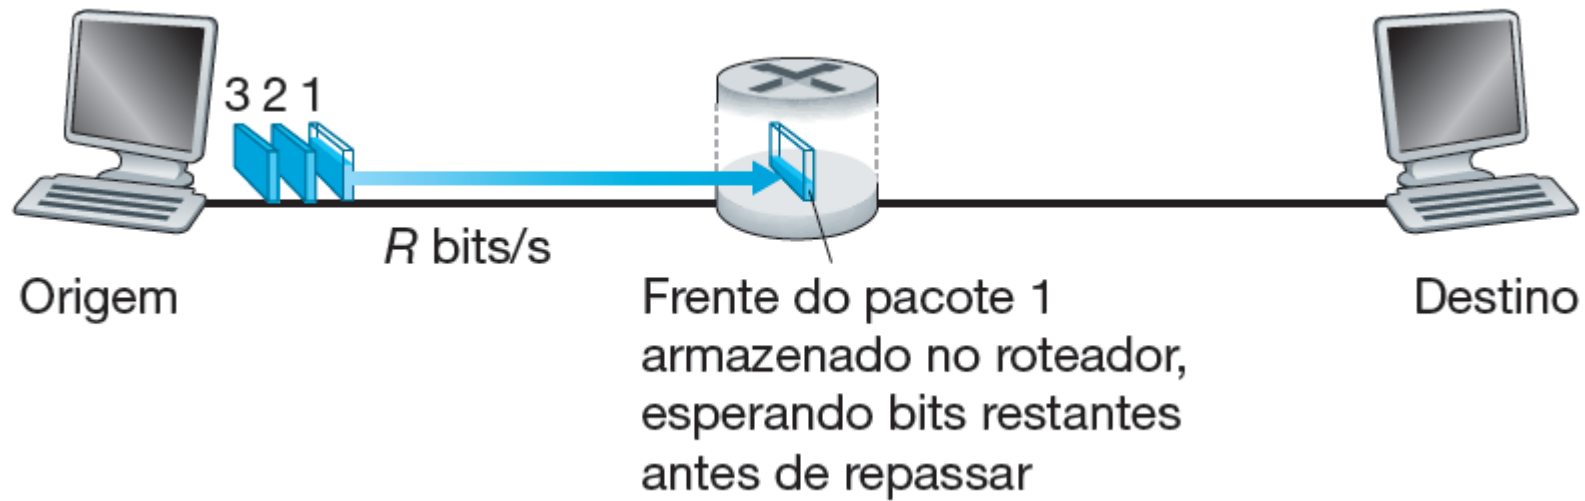 3 2 1
R bits/s
Origem
Frente do pacote 1
armazenado no roteador,
esperando bits restantes
antes de repassar
Destino